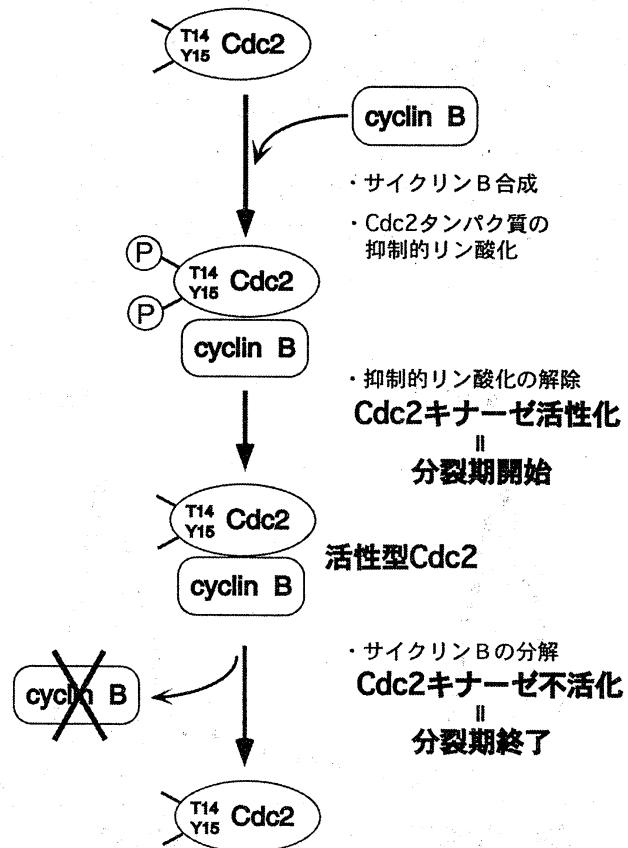 T14
Y15 Cdc2
cyclin B
・サイクリンB合成
・Cdc2タンパク質の
抑制的リン酸化
P
T14
Y15 Cdc2
P
cyclin B
・抑制的リン酸化の解除
Cdc2キナーゼ活性化
=
分裂期開始
T14
Y15 Cdc2
活性型Cdc2
cyclin B
・サイクリンBの分解
cyclin B
Cdc2キナーゼ不活化
=
分裂期終了
T14
Y15 Cdc2